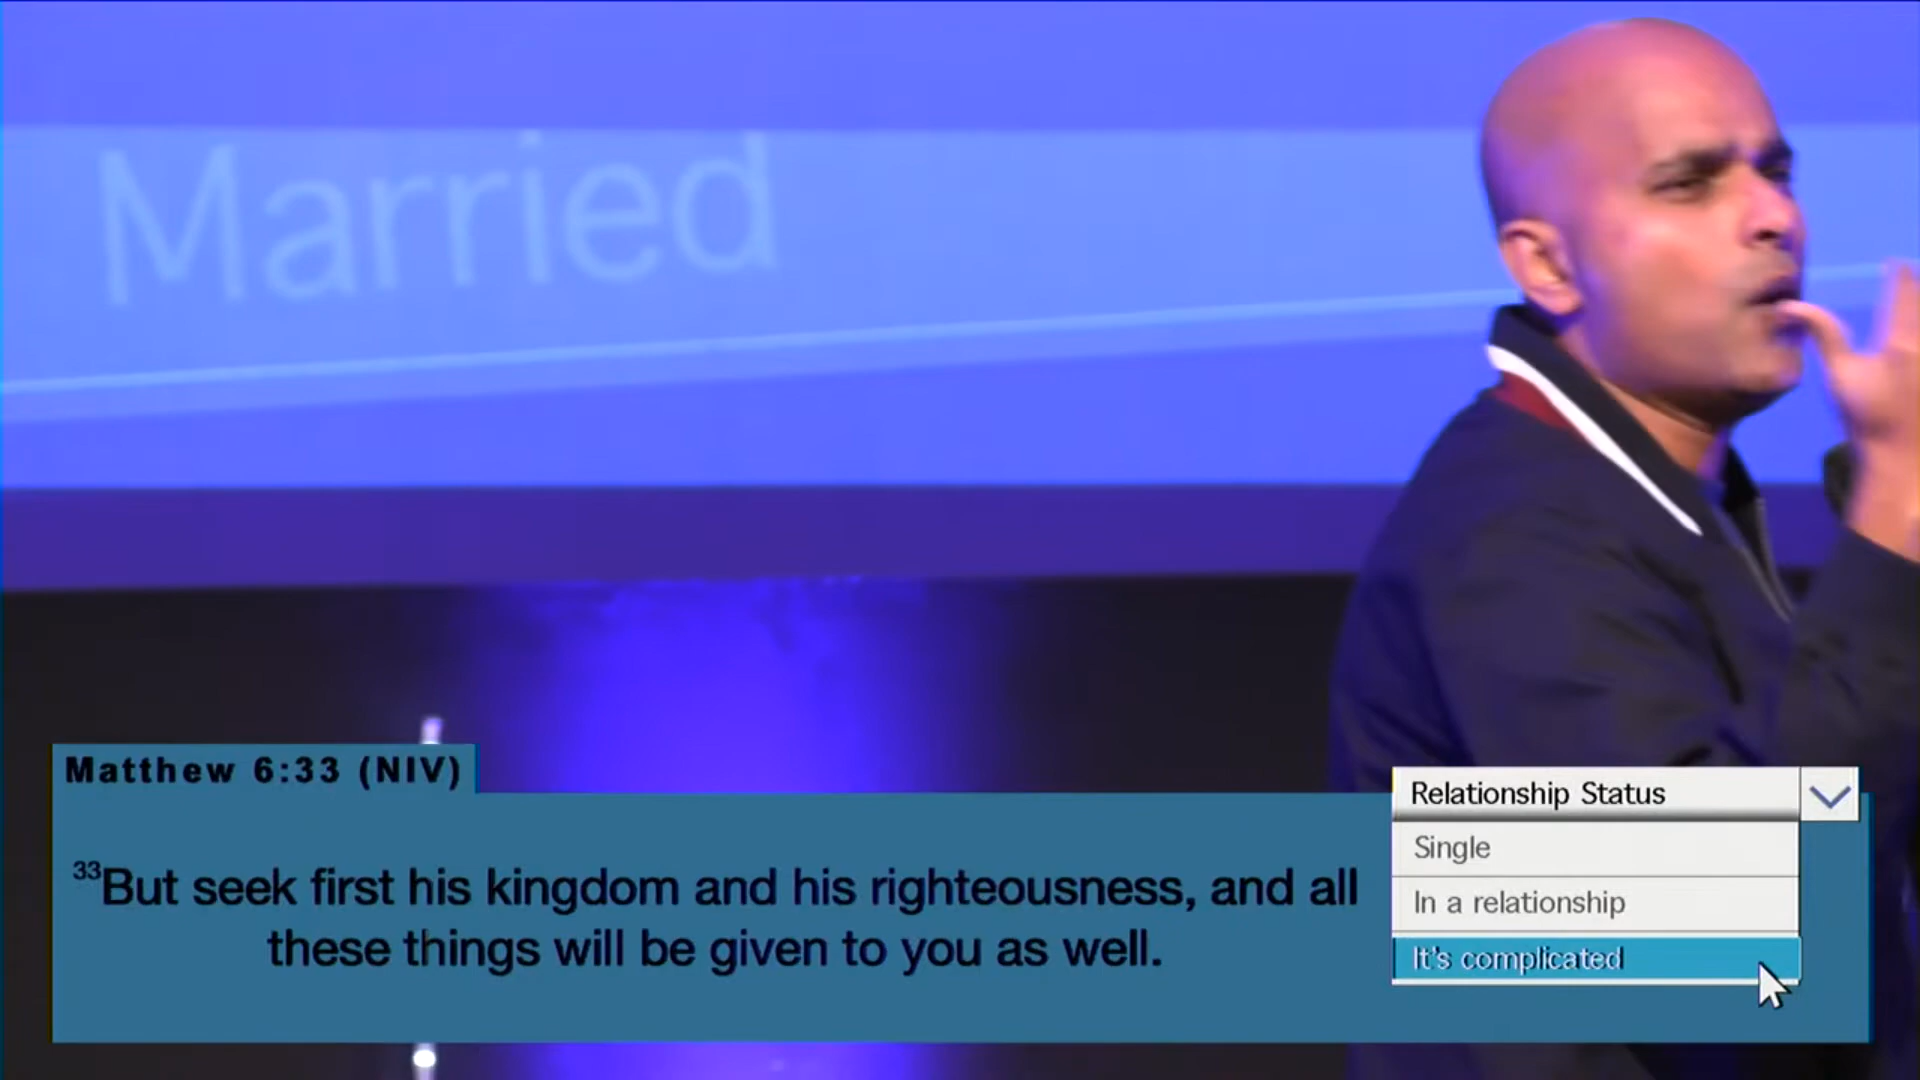 Married
Matthew 6:33 (NIV)
33But seek first his kingdom and his righteousness, and all
these things will be given to you as well.
Relationship Status
Single
In a relationship
It's complicated